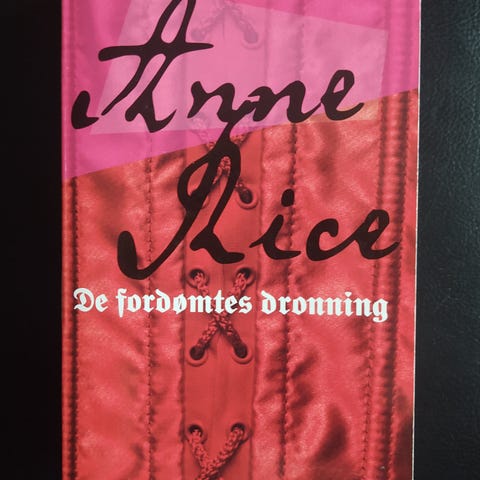 Anne
Rice
De fordømtes dronning